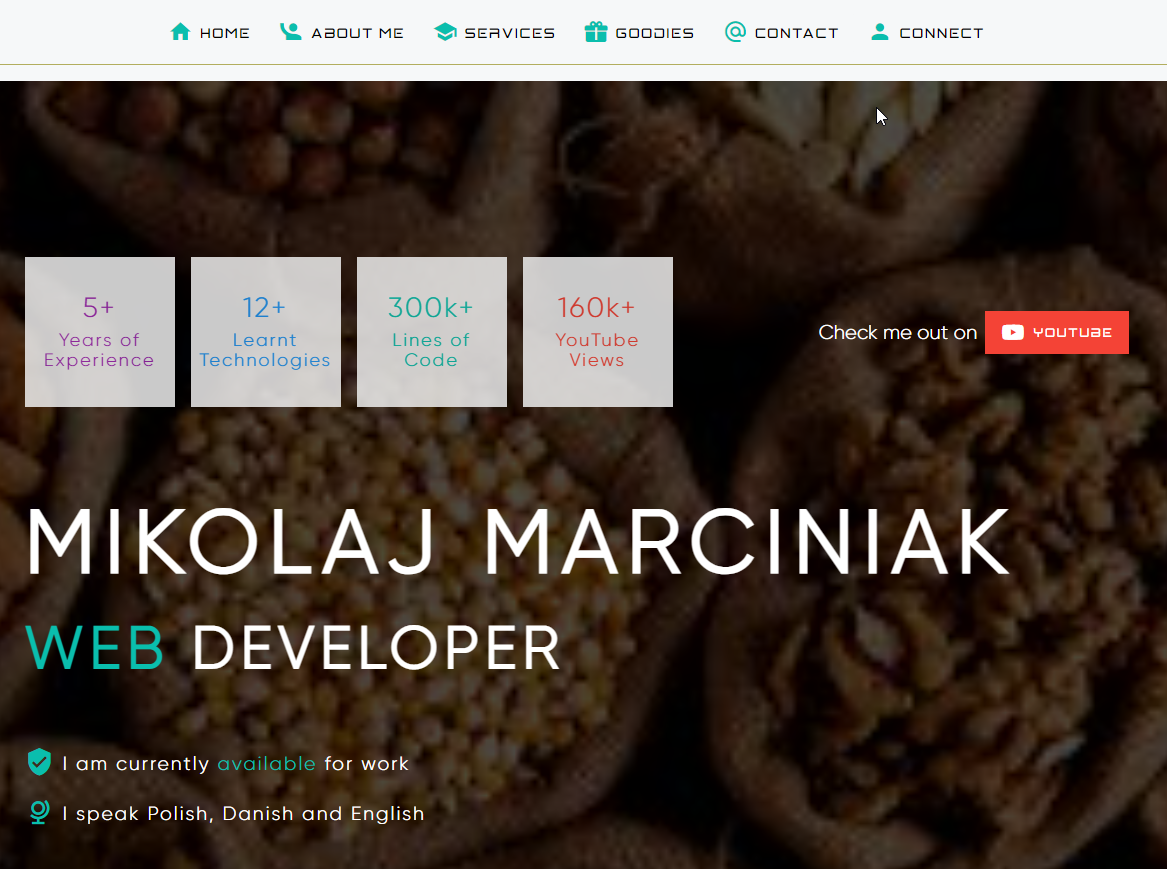 HOME ABOUT ME SERVICES GOODIES CONTACT CONNECT
5+
Years of
Experience
12+
Learnt
Technologies
300k+
Lines of
Code
160k+
YouTube
Views
Check me out on YOUTUBE
MIKOLAJ MARCINIAK
WEB DEVELOPER
I am currently available for work
I speak Polish, Danish and English